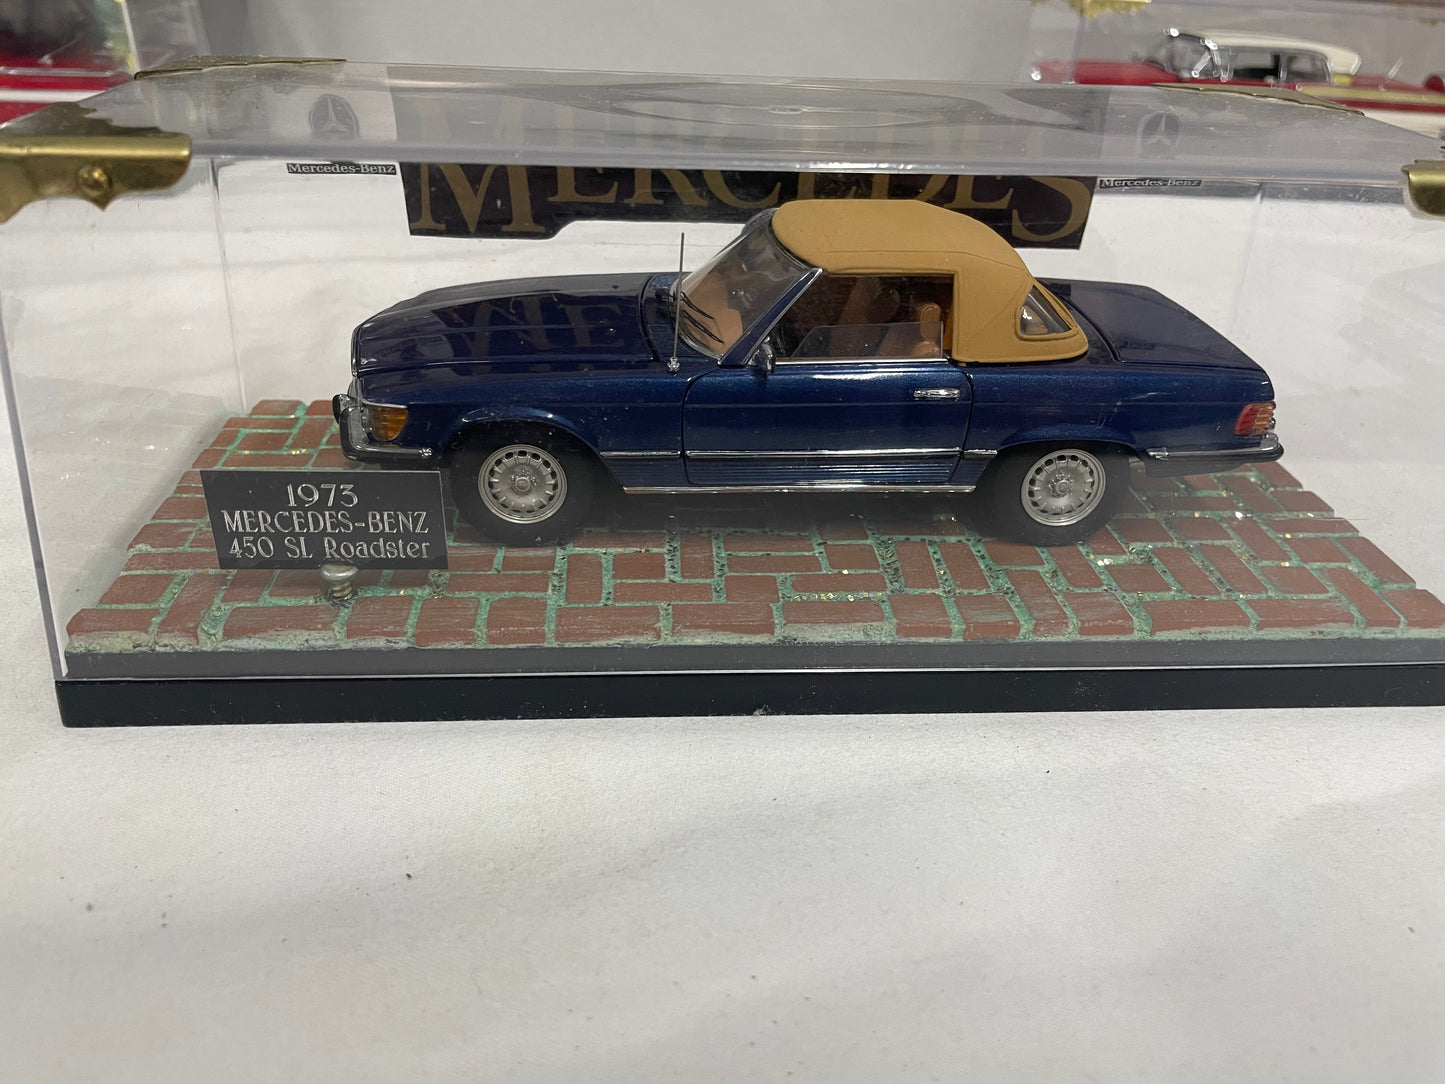 Mercedes-Benz
MERCEDES
Mercedes-Benz
1973
MERCEDES-BENZ
450 SL Roadster